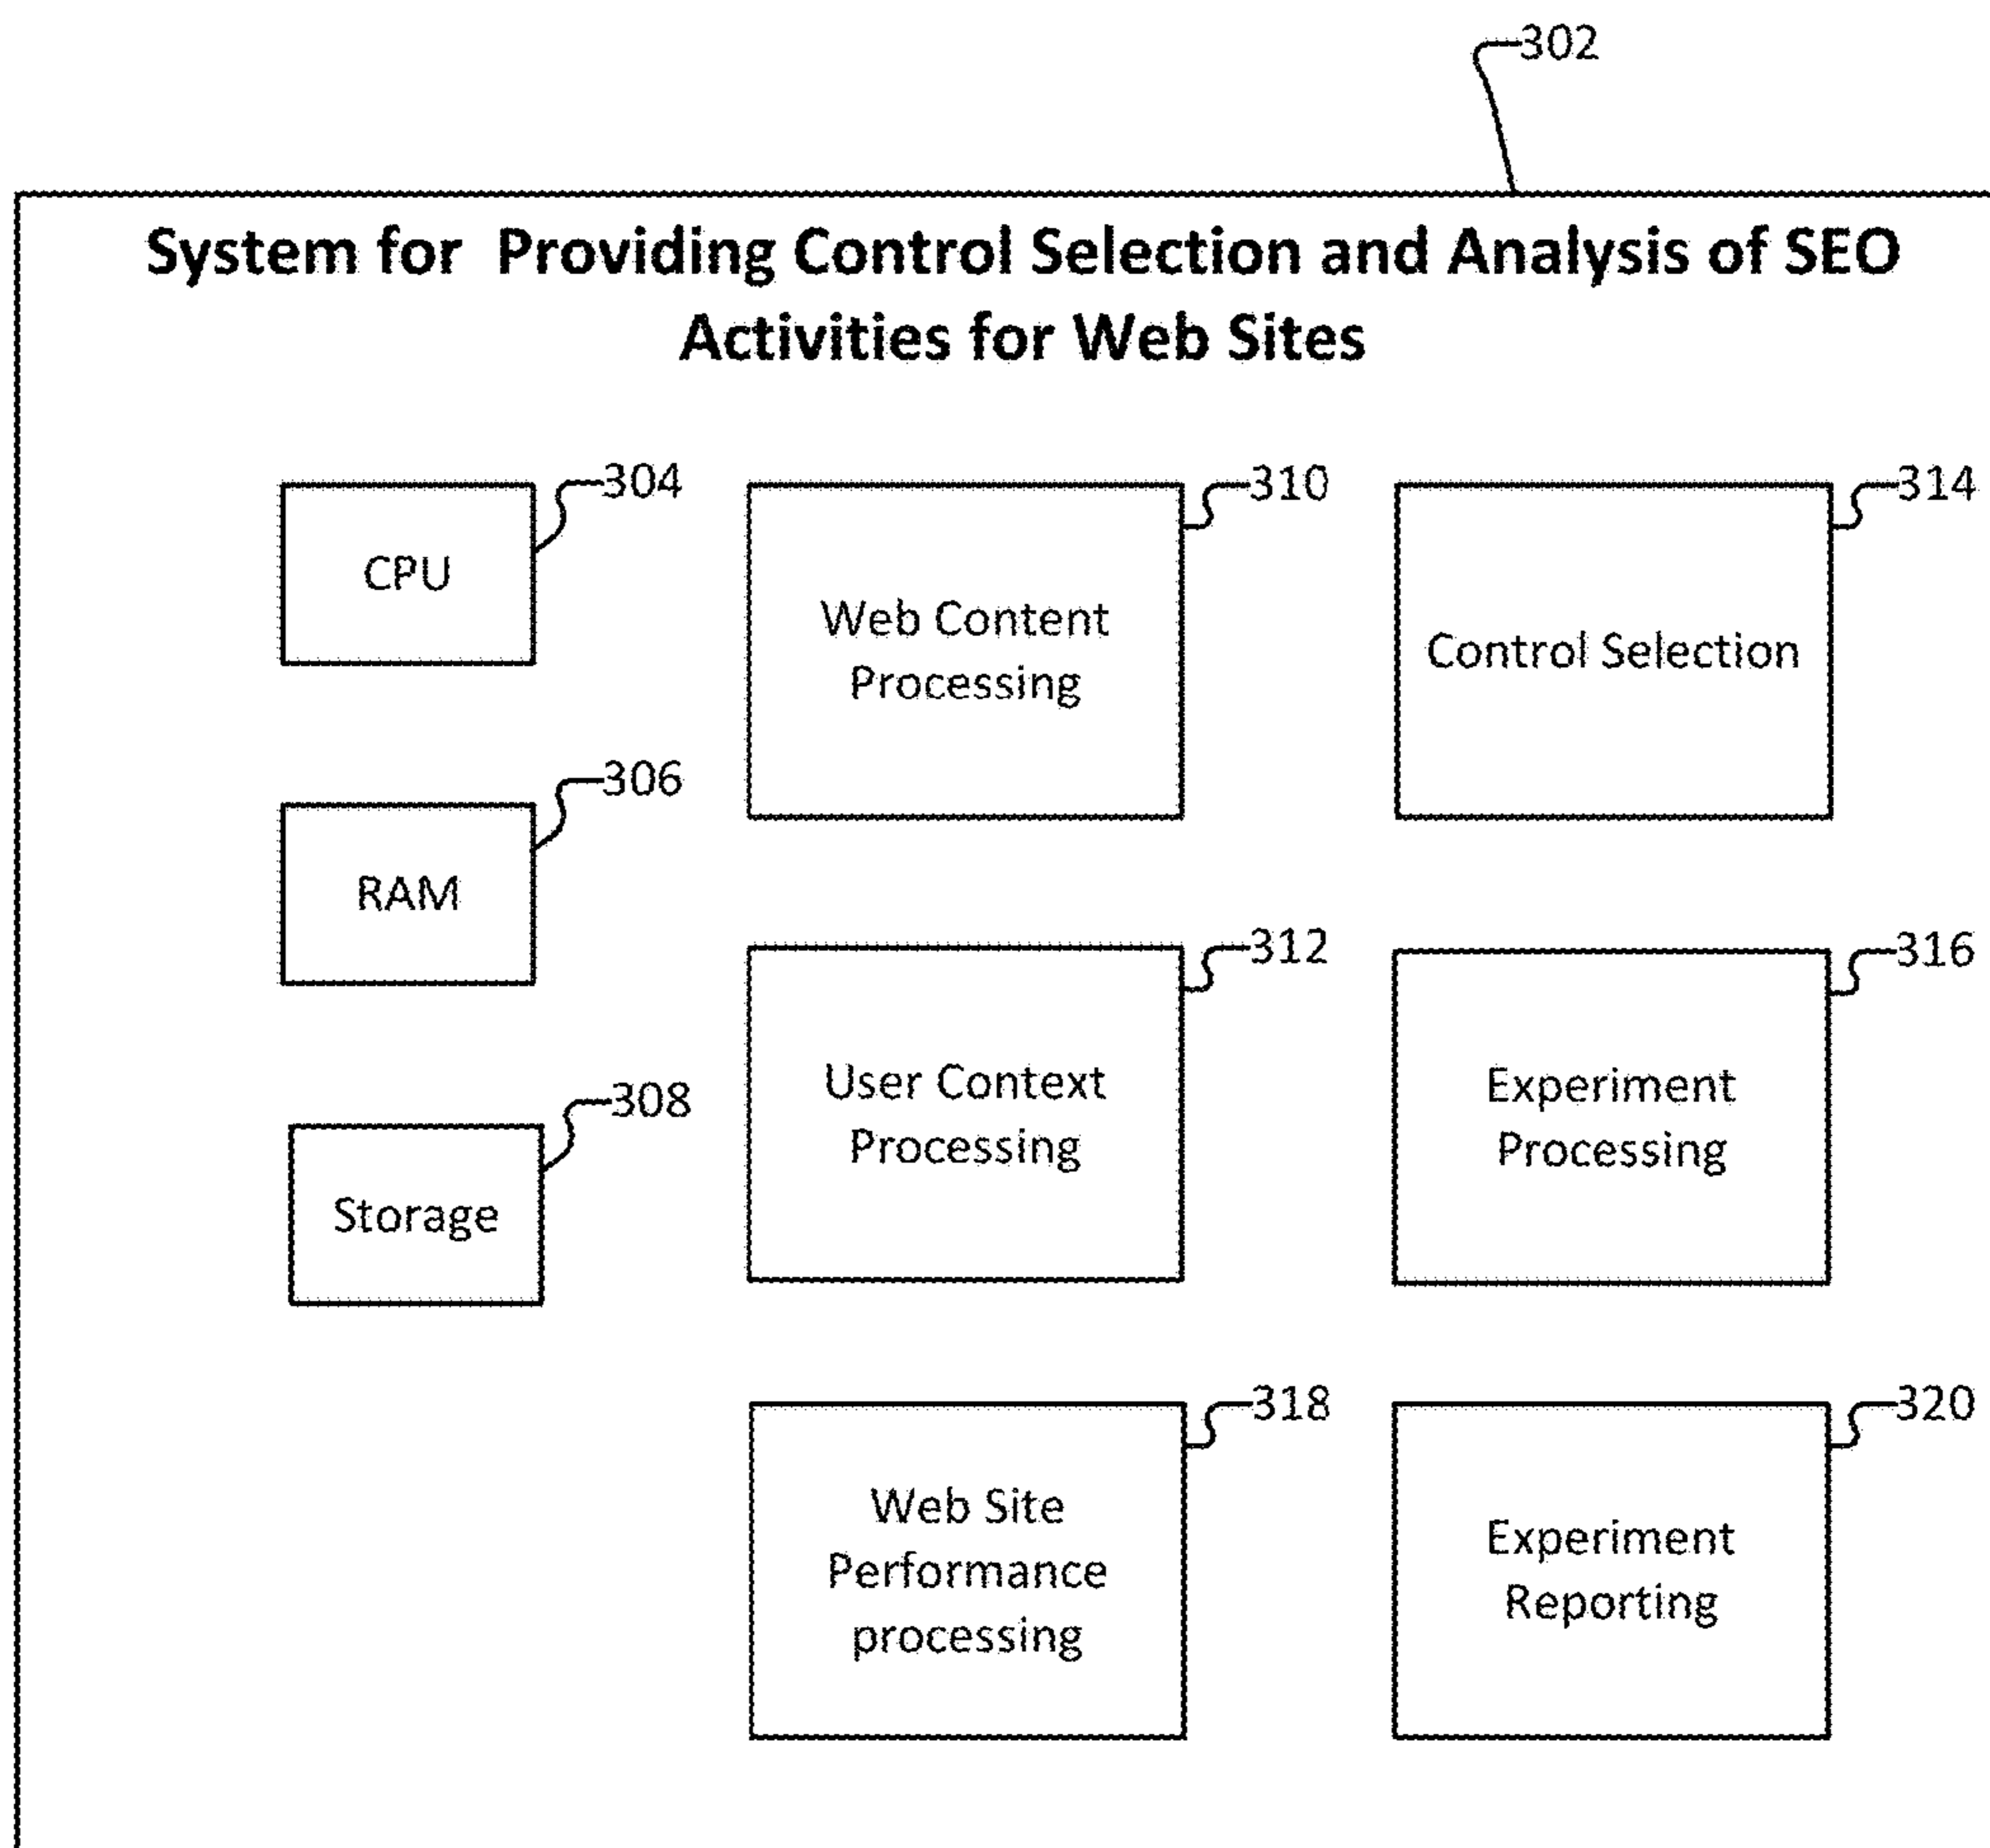 302
System for Providing Control Selection and Analysis of SEO
Activities for Web Sites
304
CPU
306
RAM
308
Storage
310
Web Content
Processing
314
Control Selection
312
User Context
Processing
316
Experiment
Processing
318
Web Site
Performance
processing
320
Experiment
Reporting